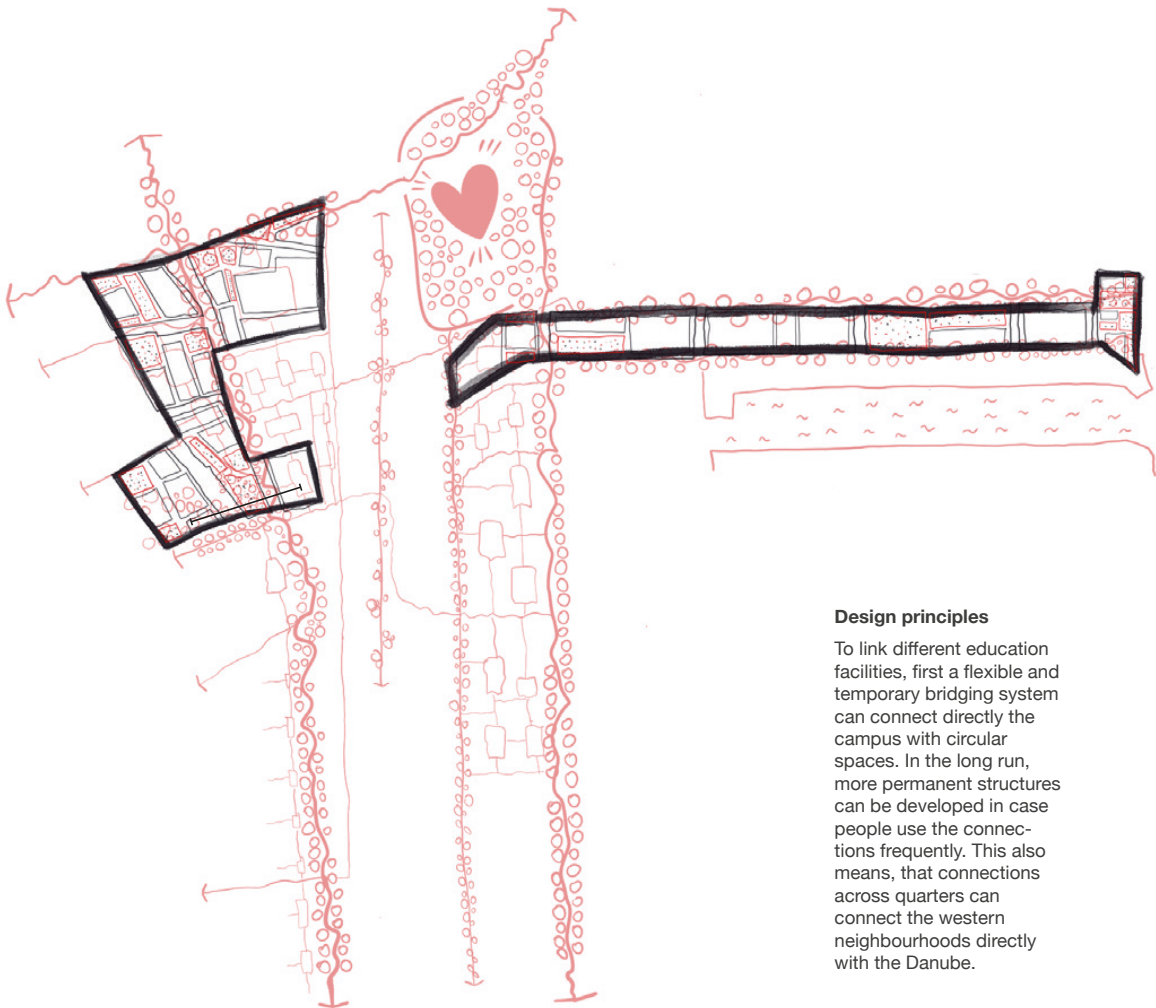 Design principles
To link different education
facilities, first a flexible and
temporary bridging system
can connect directly the
campus with circular
spaces. In the long run,
more permanent structures
can be developed in case
people use the connec-
tions frequently. This also
means, that connections
across quarters can
connect the western
neighbourhoods directly
with the Danube.